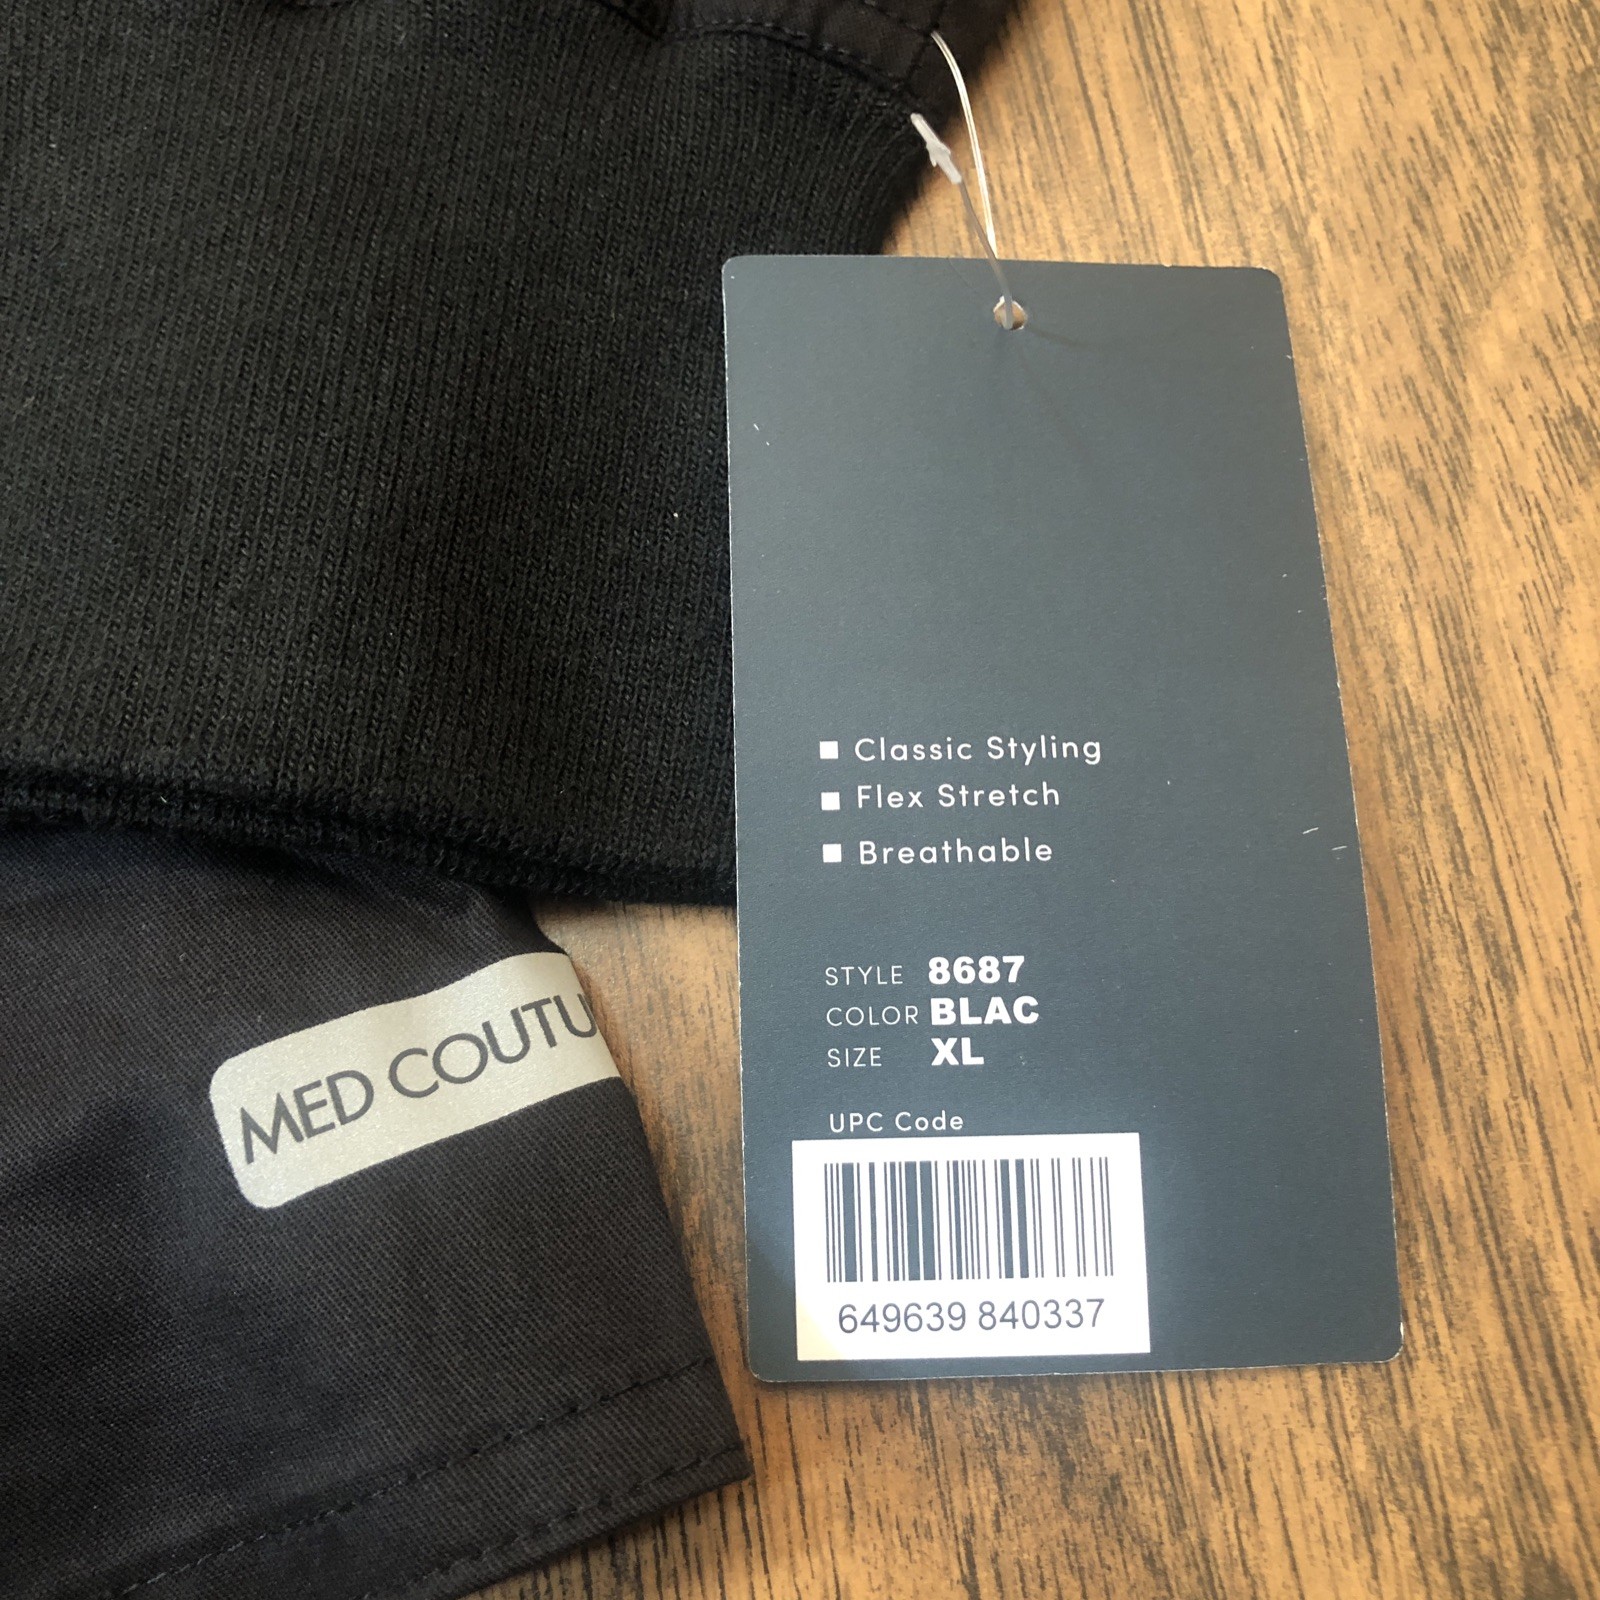 Classic Styling
Flex Stretch
Breathable
STYLE 8687
COLOR BLAC
SIZE XL
UPC Code
649639 840337
MED COUTU